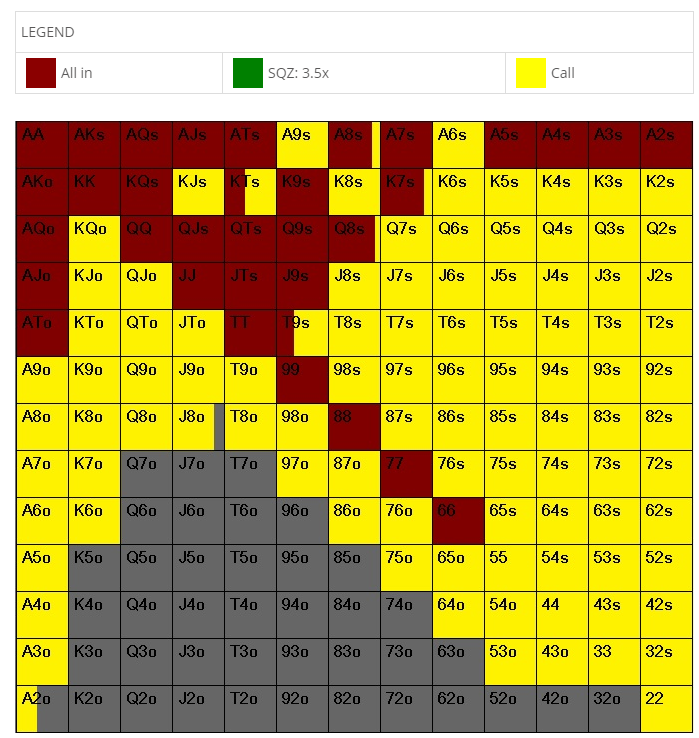 LEGEND
All in SQZ: 3.5x Call
AA AKs AQs AJs ATs A9s A8s A7s A6s A5s A4s A3s A2s
AKo KK KQs KJs KTs K9s K8s K7s K6s K5s K4s K3s K2s
AQo KQo QQ QJs QTs Q9s Q8s Q7s Q6s Q5s Q4s Q3s Q2s
AJo KJo QJo JJ JTs J9s J8s J7s J6s J5s J4s J3s J2s
ATo KTo QTo JTo TT T9s T8s T7s T6s T5s T4s T3s T2s
A9o K9o Q9o J9o T9o 99 98s 97s 96s 95s 94s 93s 92s
A8o K8o Q8o J8o T8o 98o 88 87s 86s 85s 84s 83s 82s
A7o K7o Q7o J7o T7o 97o 87o 77 76s 75s 74s 73s 72s
A6o K6o Q6o J6o T6o 96o 86o 76o 66 65s 64s 63s 62s
A5o K5o Q5o J5o T5o 95o 85o 75o 65o 55 54s 53s 52s
A4o K4o Q4o J4o T4o 94o 84o 74o 64o 54o 44 43s 42s
A3o K3o Q3o J3o T3o 93o 83o 73o 63o 53o 43o 33 32s
A2o K2o Q2o J2o T2o 92o 82o 72o 62o 52o 42o 32o 22